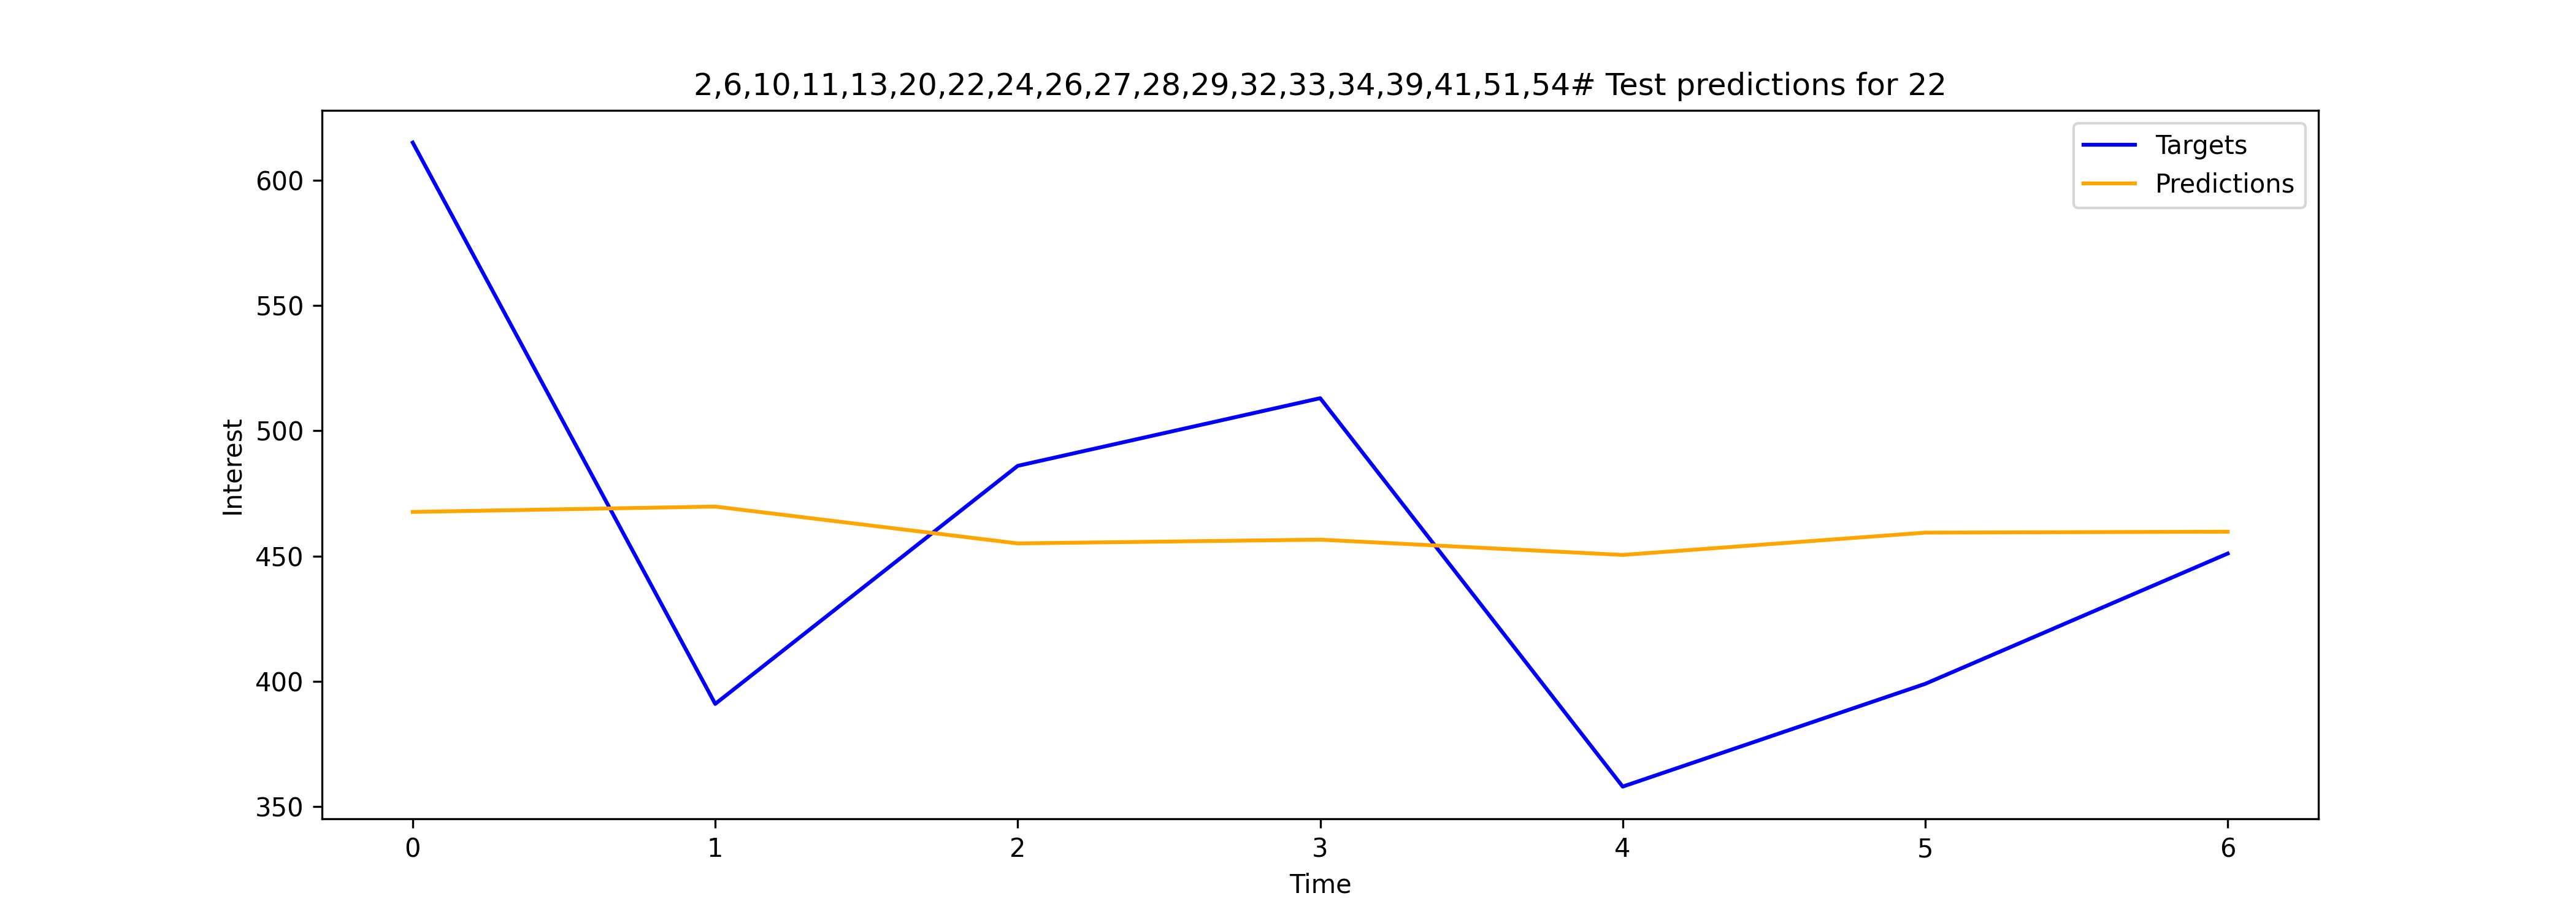 2,6,10,11,13,20,22,24,26,27,28,29,32,33,34,39,41,51,54# Test predictions for 22
Targets
Predictions
600
550
500
450
400
350
Interest
0 1 2 3 4 5 6
Time